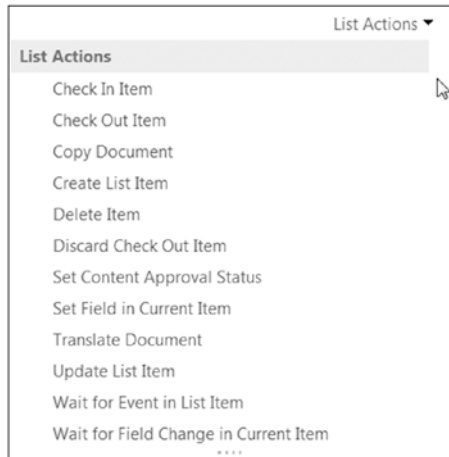 List Actions
List Actions
Check In Item
Check Out Item
Copy Document
Create List Item
Delete Item
Discard Check Out Item
Set Content Approval Status
Set Field in Current Item
Translate Document
Update List Item
Wait for Event in List Item
Wait for Field Change in Current Item